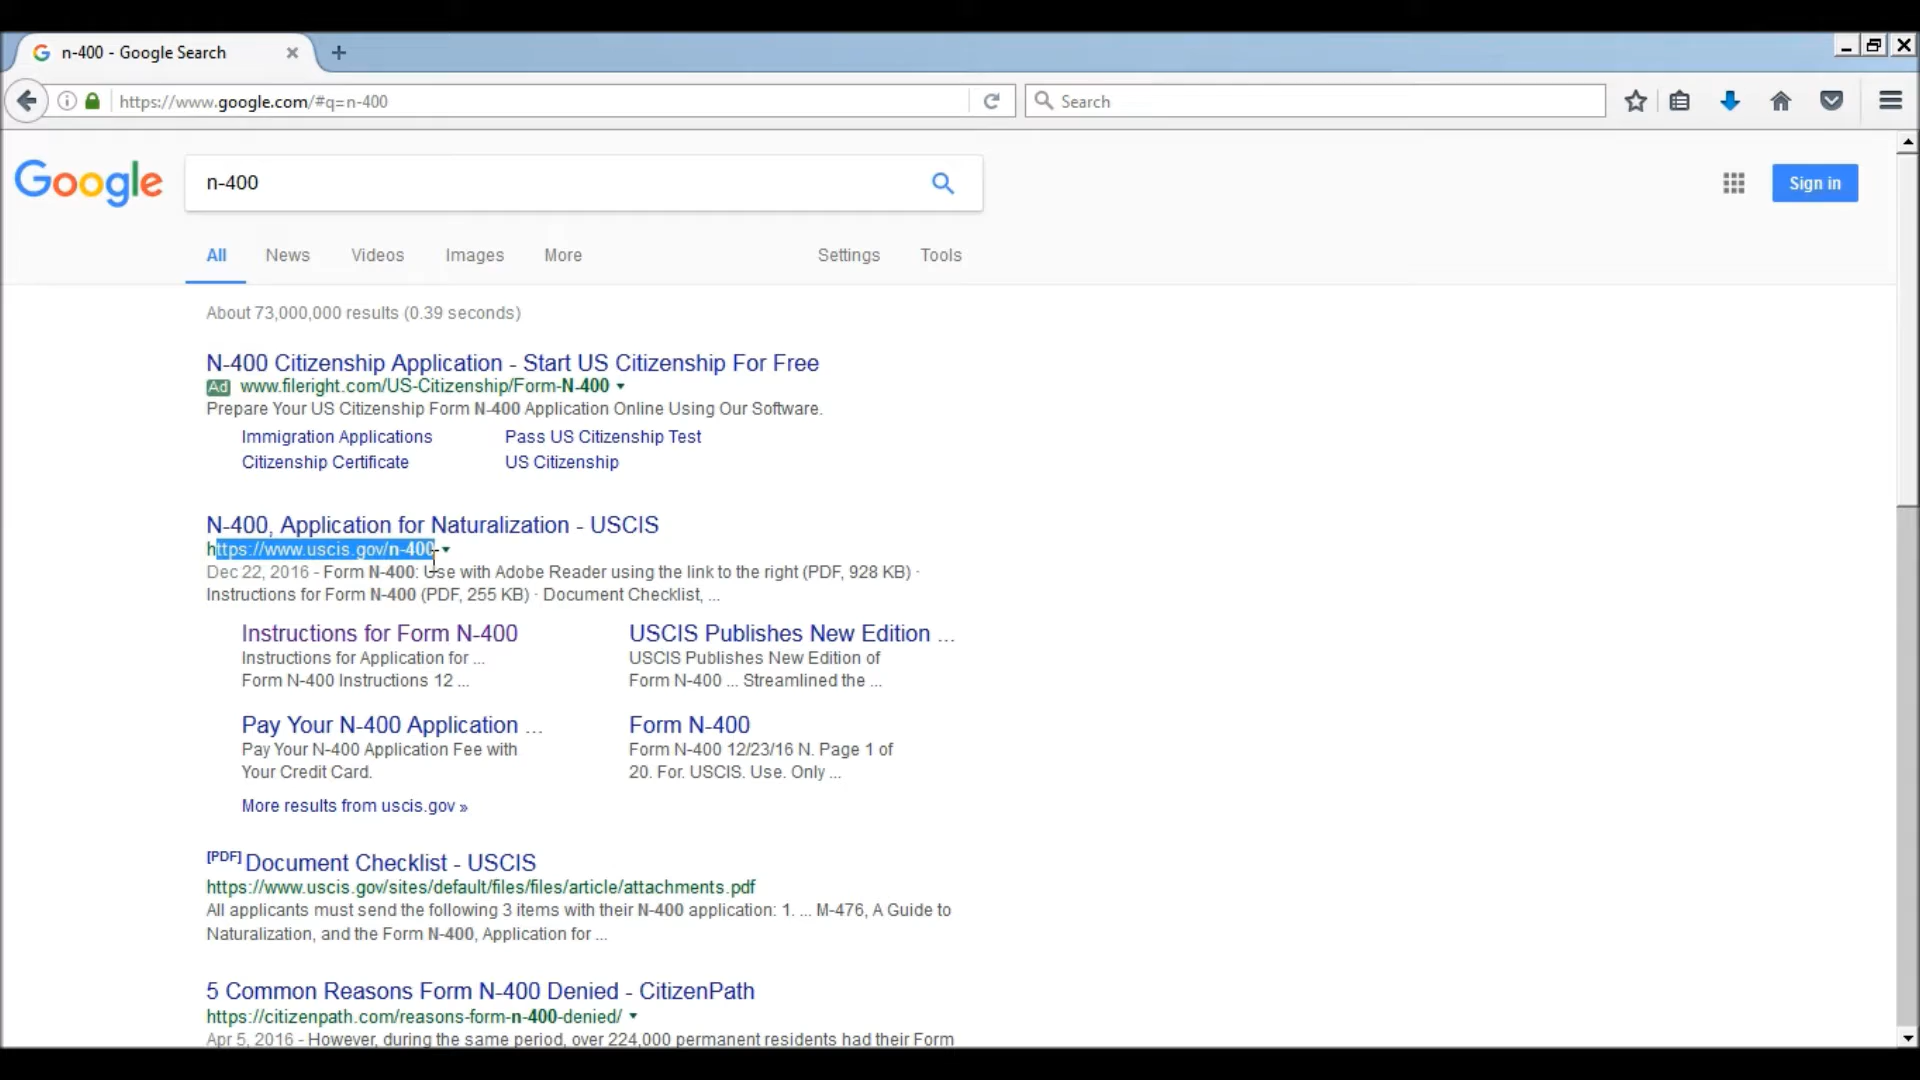 n-400 - Google Search
https://www.google.com/#q=n-400
Search
Google
n-400
Sign in
All News Videos Images More Settings Tools
About 73,000,000 results (0.39 seconds)
N-400 Citizenship Application - Start US Citizenship For Free
Ad www.fileright.com/US-Citizenship/Form-N-400
Prepare Your US Citizenship Form N-400 Application Online Using Our Software.
Immigration Applications Pass US Citizenship Test
Citizenship Certificate US Citizenship
N-400, Application for Naturalization - USCIS
https://www.uscis.gov/n-400
Dec 22, 2016 - Form N-400: Use with Adobe Reader using the link to the right (PDF, 928 KB) ·
Instructions for Form N-400 (PDF, 255 KB) · Document Checklist, ...
Instructions for Form N-400
Instructions for Application for ...
Form N-400 Instructions 12 ...
USCIS Publishes New Edition ...
USCIS Publishes New Edition of
Form N-400 ... Streamlined the ...
Pay Your N-400 Application ...
Pay Your N-400 Application Fee with
Your Credit Card.
Form N-400
Form N-400 12/23/16 N. Page 1 of
20. For. USCIS. Use. Only ...
More results from uscis.gov »
[PDF] Document Checklist - USCIS
https://www.uscis.gov/sites/default/files/files/article/attachments.pdf
All applicants must send the following 3 items with their N-400 application: 1. ... M-476, A Guide to
Naturalization, and the Form N-400, Application for ...
5 Common Reasons Form N-400 Denied - CitizenPath
https://citizenpath.com/reasons-form-n-400-denied/
Apr 5, 2016 - However, during the same period, over 224,000 permanent residents had their Form